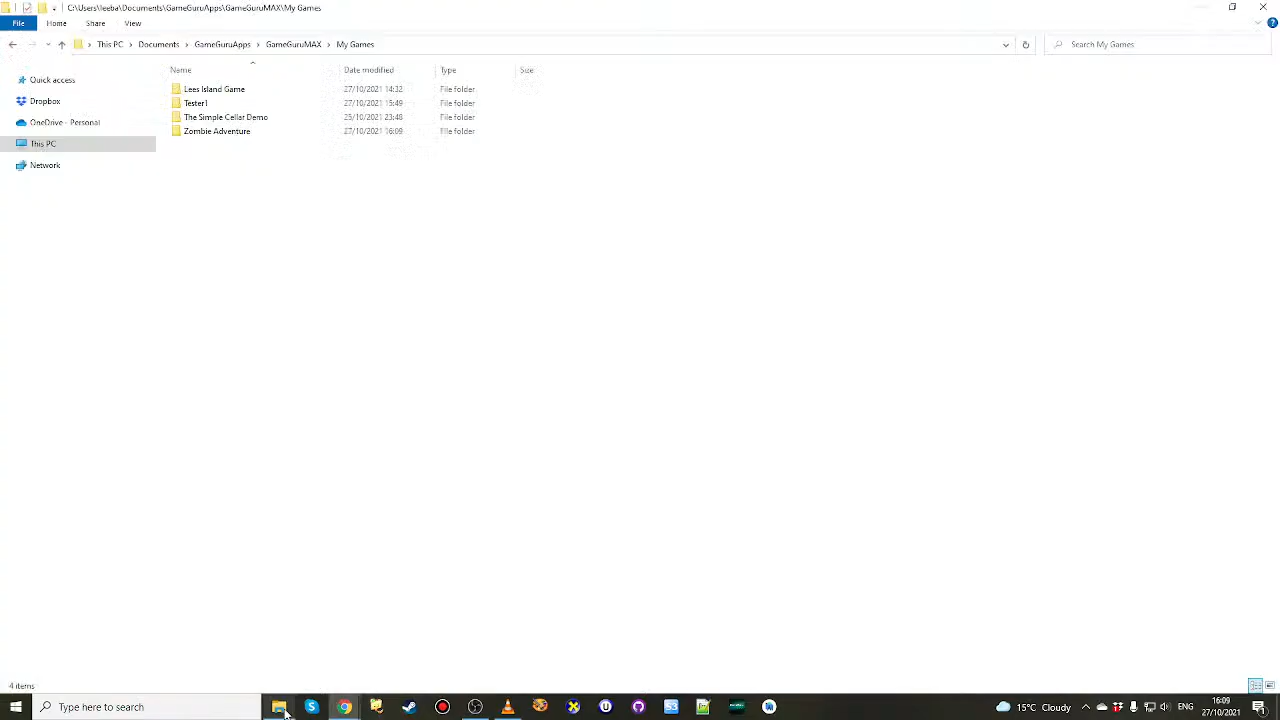 C:\Users\leeba\Documents\GameGuruApps\GameGuruMAX\My Games
File Home Share View
This PC Documents GameGuruApps GameGuruMAX My Games
Search My Games
Name Date modified Type Size
Quick access
Dropbox
OneDrive - Personal
This PC
Network
Lees Island Game 27/10/2021 14:32 File folder
Tester1 27/10/2021 15:49 File folder
The Simple Cellar Demo 25/10/2021 23:48 File folder
Zombie Adventure 27/10/2021 16:09 File folder
4 items
Type here to search
15°C Cloudy
ENG
16:09
27/10/2021